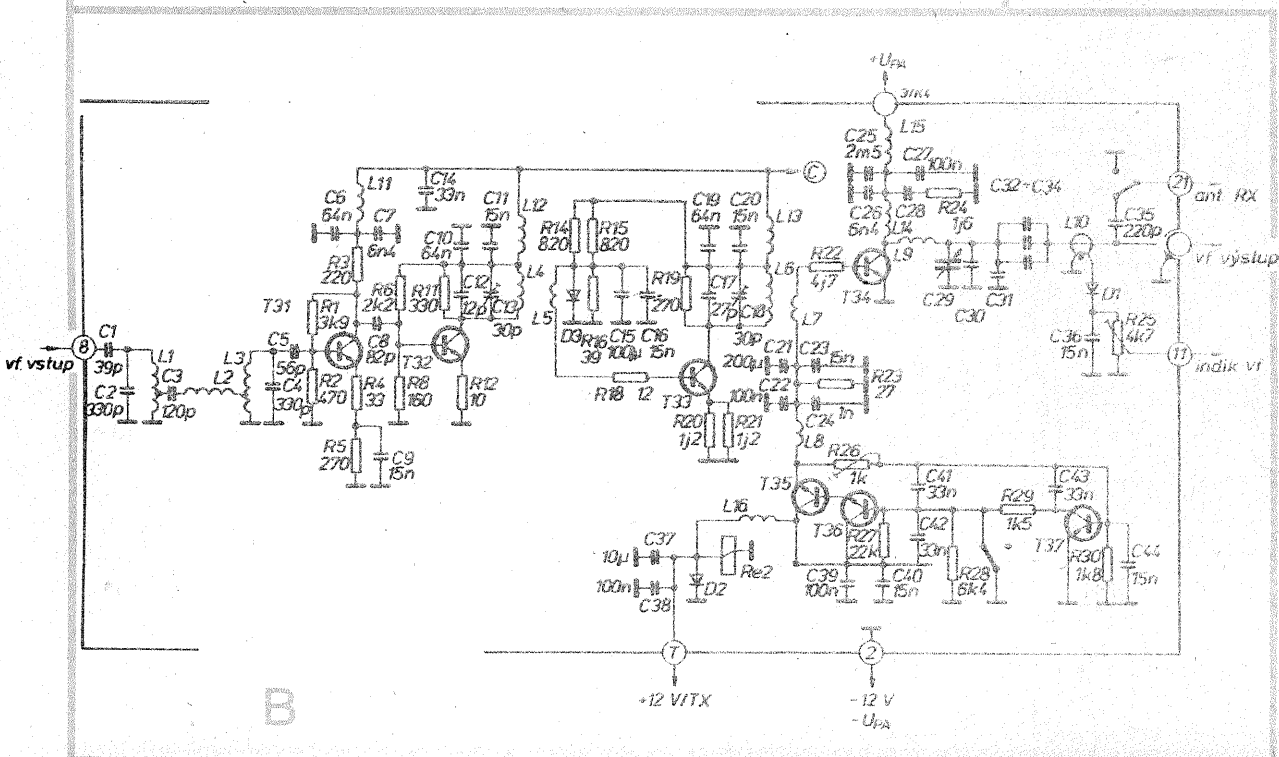 +UPA
L15
C25
2m5
C27
100n
C6
64n
L11
C14
33n
C11
15n
L12
C19
64n
C20
15n
C
C32÷C34
21
ant. RX
C7
6n4
C10
64n
R14
820
R15
820
L13
C26
6n4
C28
L14
R24
1j6
L10
C35
220p
vf výstup
R3
220
R6
2k2
R11
330
C12
12p
L4
C13
30p
R19
270
C17
27p
L6
C18
30p
R22
4j7
L9
T34
C29
C30
C31
D1
T31
R1
3k9
C8
82p
T32
L5
D3
R16
39
C15
100µ
C16
15n
L7
C36
15n
R25
4k7
11
indik vf
8
vf vstup
C1
39p
L1
C3
L2
L3
C5
56p
C2
330p
120p
C4
330p
R2
470
R4
33
R8
160
R12
10
R18
12
T33
200µ
C21
C23
15n
R23
27
100n
C22
1n
C24
R5
270
C9
15n
R20
1j2
R21
1j2
L8
R26
1k
T35
C41
33n
C43
33n
R29
1k5
L16
T36
R27
22k
C42
33n
T37
10µ
C37
100n
C38
D2
Re2
C39
100n
C40
15n
R28
6k4
R30
1k8
C44
15n
T
2
+12 V/TX
-12 V
-UPA
B